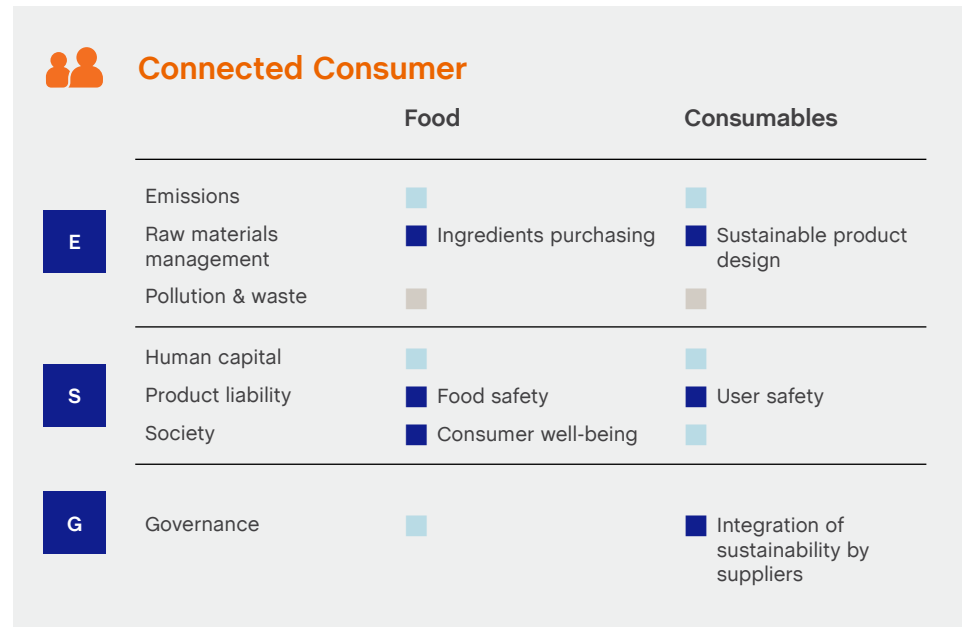 Connected Consumer
Food
Consumables
E
Emissions
Raw materials
management
Ingredients purchasing
Sustainable product
design
Pollution & waste
S
Human capital
Product liability
Food safety
User safety
Society
Consumer well-being
G
Governance
Integration of
sustainability by
suppliers